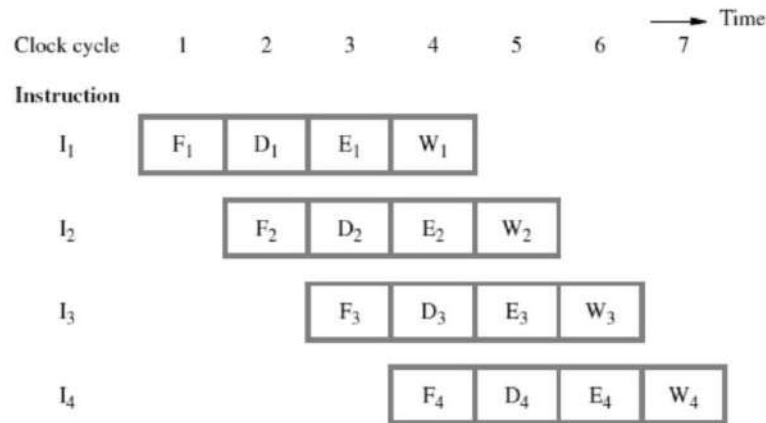 Time
Clock cycle 1 2 3 4 5 6 7
Instruction
I₁ F₁ D₁ E₁ W₁
I₂ F₂ D₂ E₂ W₂
I₃ F₃ D₃ E₃ W₃
I₄ F₄ D₄ E₄ W₄